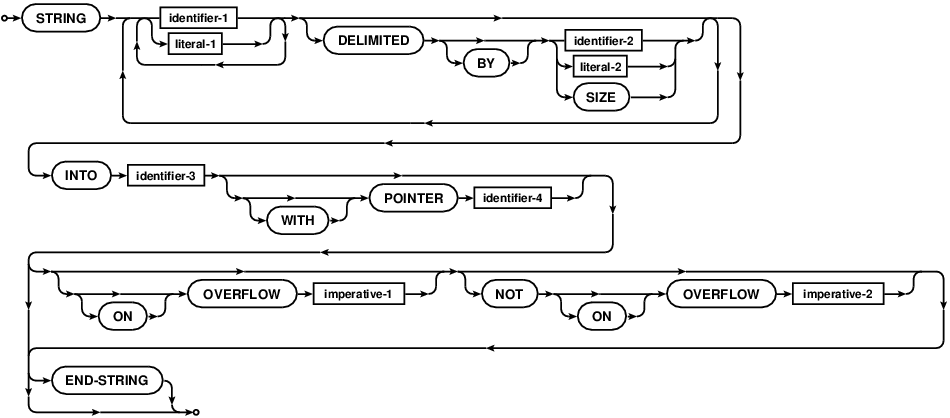 STRING identifier-1
literal-1 DELIMITED identifier-2
BY literal-2
SIZE
INTO identifier-3
POINTER identifier-4
WITH
OVERFLOW imperative-1 NOT OVERFLOW imperative-2
ON ON
END-STRING